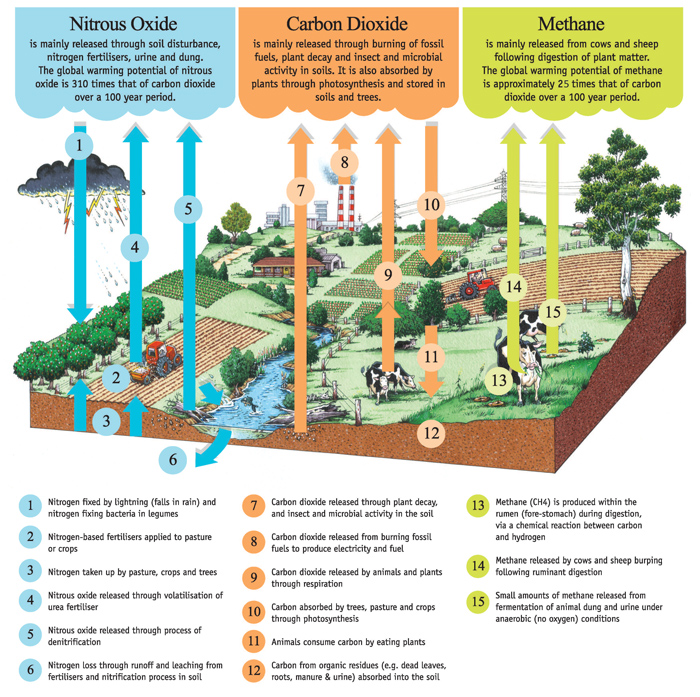 Nitrous Oxide
is mainly released through soil disturbance,
nitrogen fertilisers, urine and dung.
The global warming potential of nitrous
oxide is 310 times that of carbon dioxide
over a 100 year period.
Carbon Dioxide
is mainly released through burning of fossil
fuels, plant decay and insect and microbial
activity in soils. It is also absorbed by
plants through photosynthesis and stored in
soils and trees.
Methane
is mainly released from cows and sheep
following digestion of plant matter.
The global warming potential of methane
is approximately 25 times that of carbon
dioxide over a 100 year period.
1
8
7
5
10
4
9
14
15
11
2
13
3
12
6
1 Nitrogen fixed by lightning (falls in rain) and
nitrogen fixing bacteria in legumes
2 Nitrogen-based fertilisers applied to pasture
or crops
3 Nitrogen taken up by pasture, crops and trees
4 Nitrous oxide released through volatilisation of
urea fertiliser
5 Nitrous oxide released through process of
denitrification
6 Nitrogen loss through runoff and leaching from
fertilisers and nitrification process in soil
7 Carbon dioxide released through plant decay,
and insect and microbial activity in the soil
8 Carbon dioxide released from burning fossil
fuels to produce electricity and fuel
9 Carbon dioxide released by animals and plants
through respiration
10 Carbon absorbed by trees, pasture and crops
through photosynthesis
11 Animals consume carbon by eating plants
12 Carbon from organic residues (e.g. dead leaves,
roots, manure & urine) absorbed into the soil
13 Methane (CH4) is produced within the
rumen (fore-stomach) during digestion,
via a chemical reaction between carbon
and hydrogen
14 Methane released by cows and sheep burping
following ruminant digestion
15 Small amounts of methane released from
fermentation of animal dung and urine under
anaerobic (no oxygen) conditions